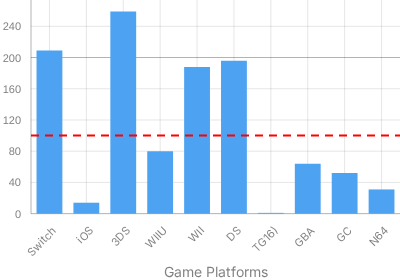 240
200
160
120
80
40
0
Switch
iOS
3DS
WIIU
WII
DS
TG16)
GBA
GC
N64
Game Platforms